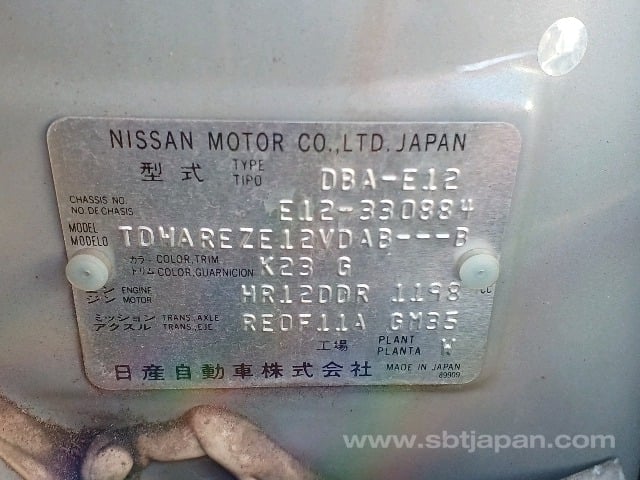 NISSAN MOTOR CO.,LTD. JAPAN
型式 TYPE TIPO DBA-E12
CHASSIS NO. NO.DE CHASIS E12-330884
MODEL MODELO TDHAREZE12VDAB---B
カラー COLOR,TRIM
トリム COLOR,GUARNICION K23 G
エンジン ENGINE MOTOR HR12DDR 1198 CC
ミッション TRANS.,AXLE
アクスル TRANS.,EJE RE0F11A GM35
工場 PLANT PLANTA W
日産自動車株式会社 MADE IN JAPAN
89909
www.sbtjapan.com